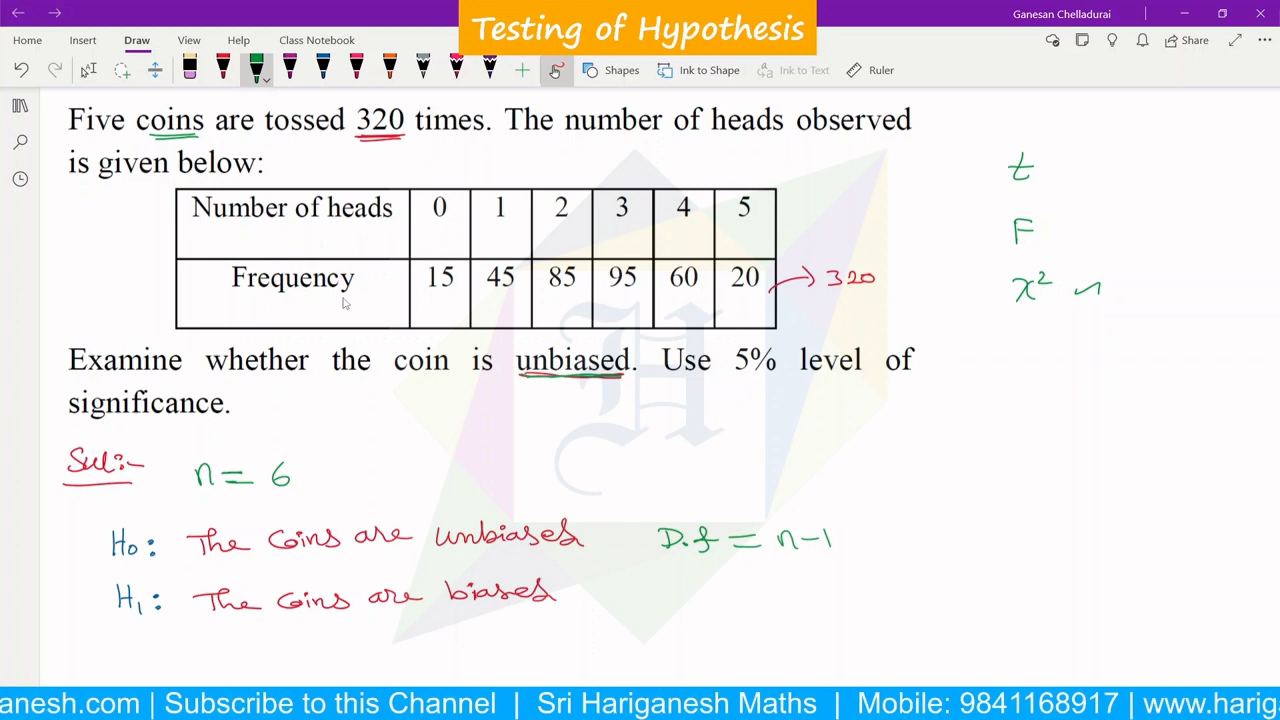 Testing of Hypothesis
Ganesan Chelladurai
Home Insert Draw View Help Class Notebook
Share
Shapes Ink to Shape Ink to Text Ruler
Five coins are tossed 320 times. The number of heads observed
is given below:
Number of heads 0 1 2 3 4 5
Frequency 15 45 85 95 60 20
320
t
F
x²
Examine whether the coin is unbiased. Use 5% level of
significance.
Sol:-
n = 6
H₀: The coins are unbiased
D.f = n-1
H₁: The coins are biased
anesh.com | Subscribe to this Channel | Sri Hariganesh Maths | Mobile: 9841168917 | www.harig